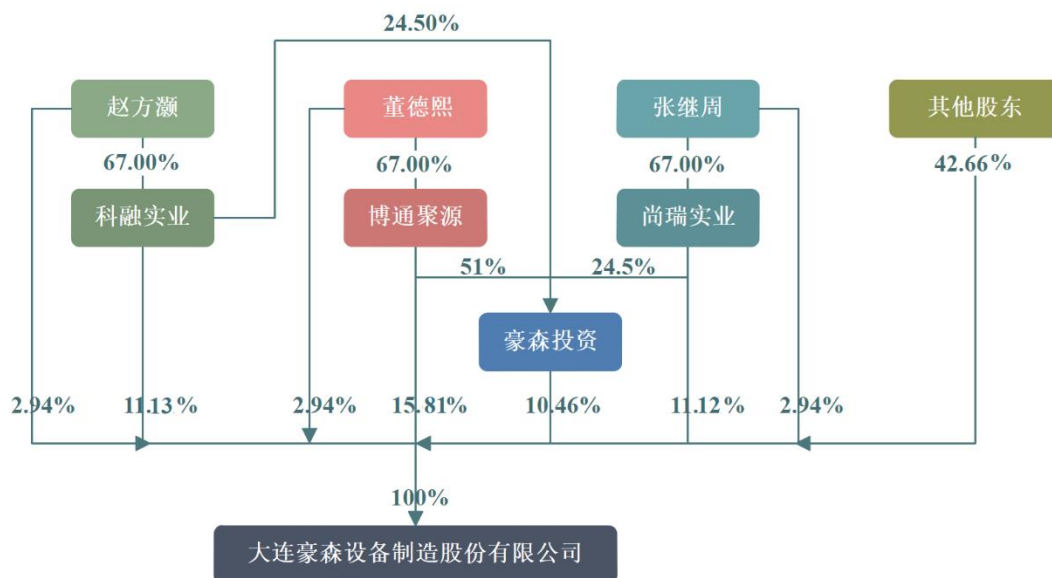 24.50%
赵方灏
董德熙
张继周
其他股东
67.00%
67.00%
67.00%
42.66%
科融实业
博通聚源
尚瑞实业
51%
24.5%
豪森投资
2.94%
11.13%
2.94%
15.81%
10.46%
11.12%
2.94%
100%
大连豪森设备制造股份有限公司